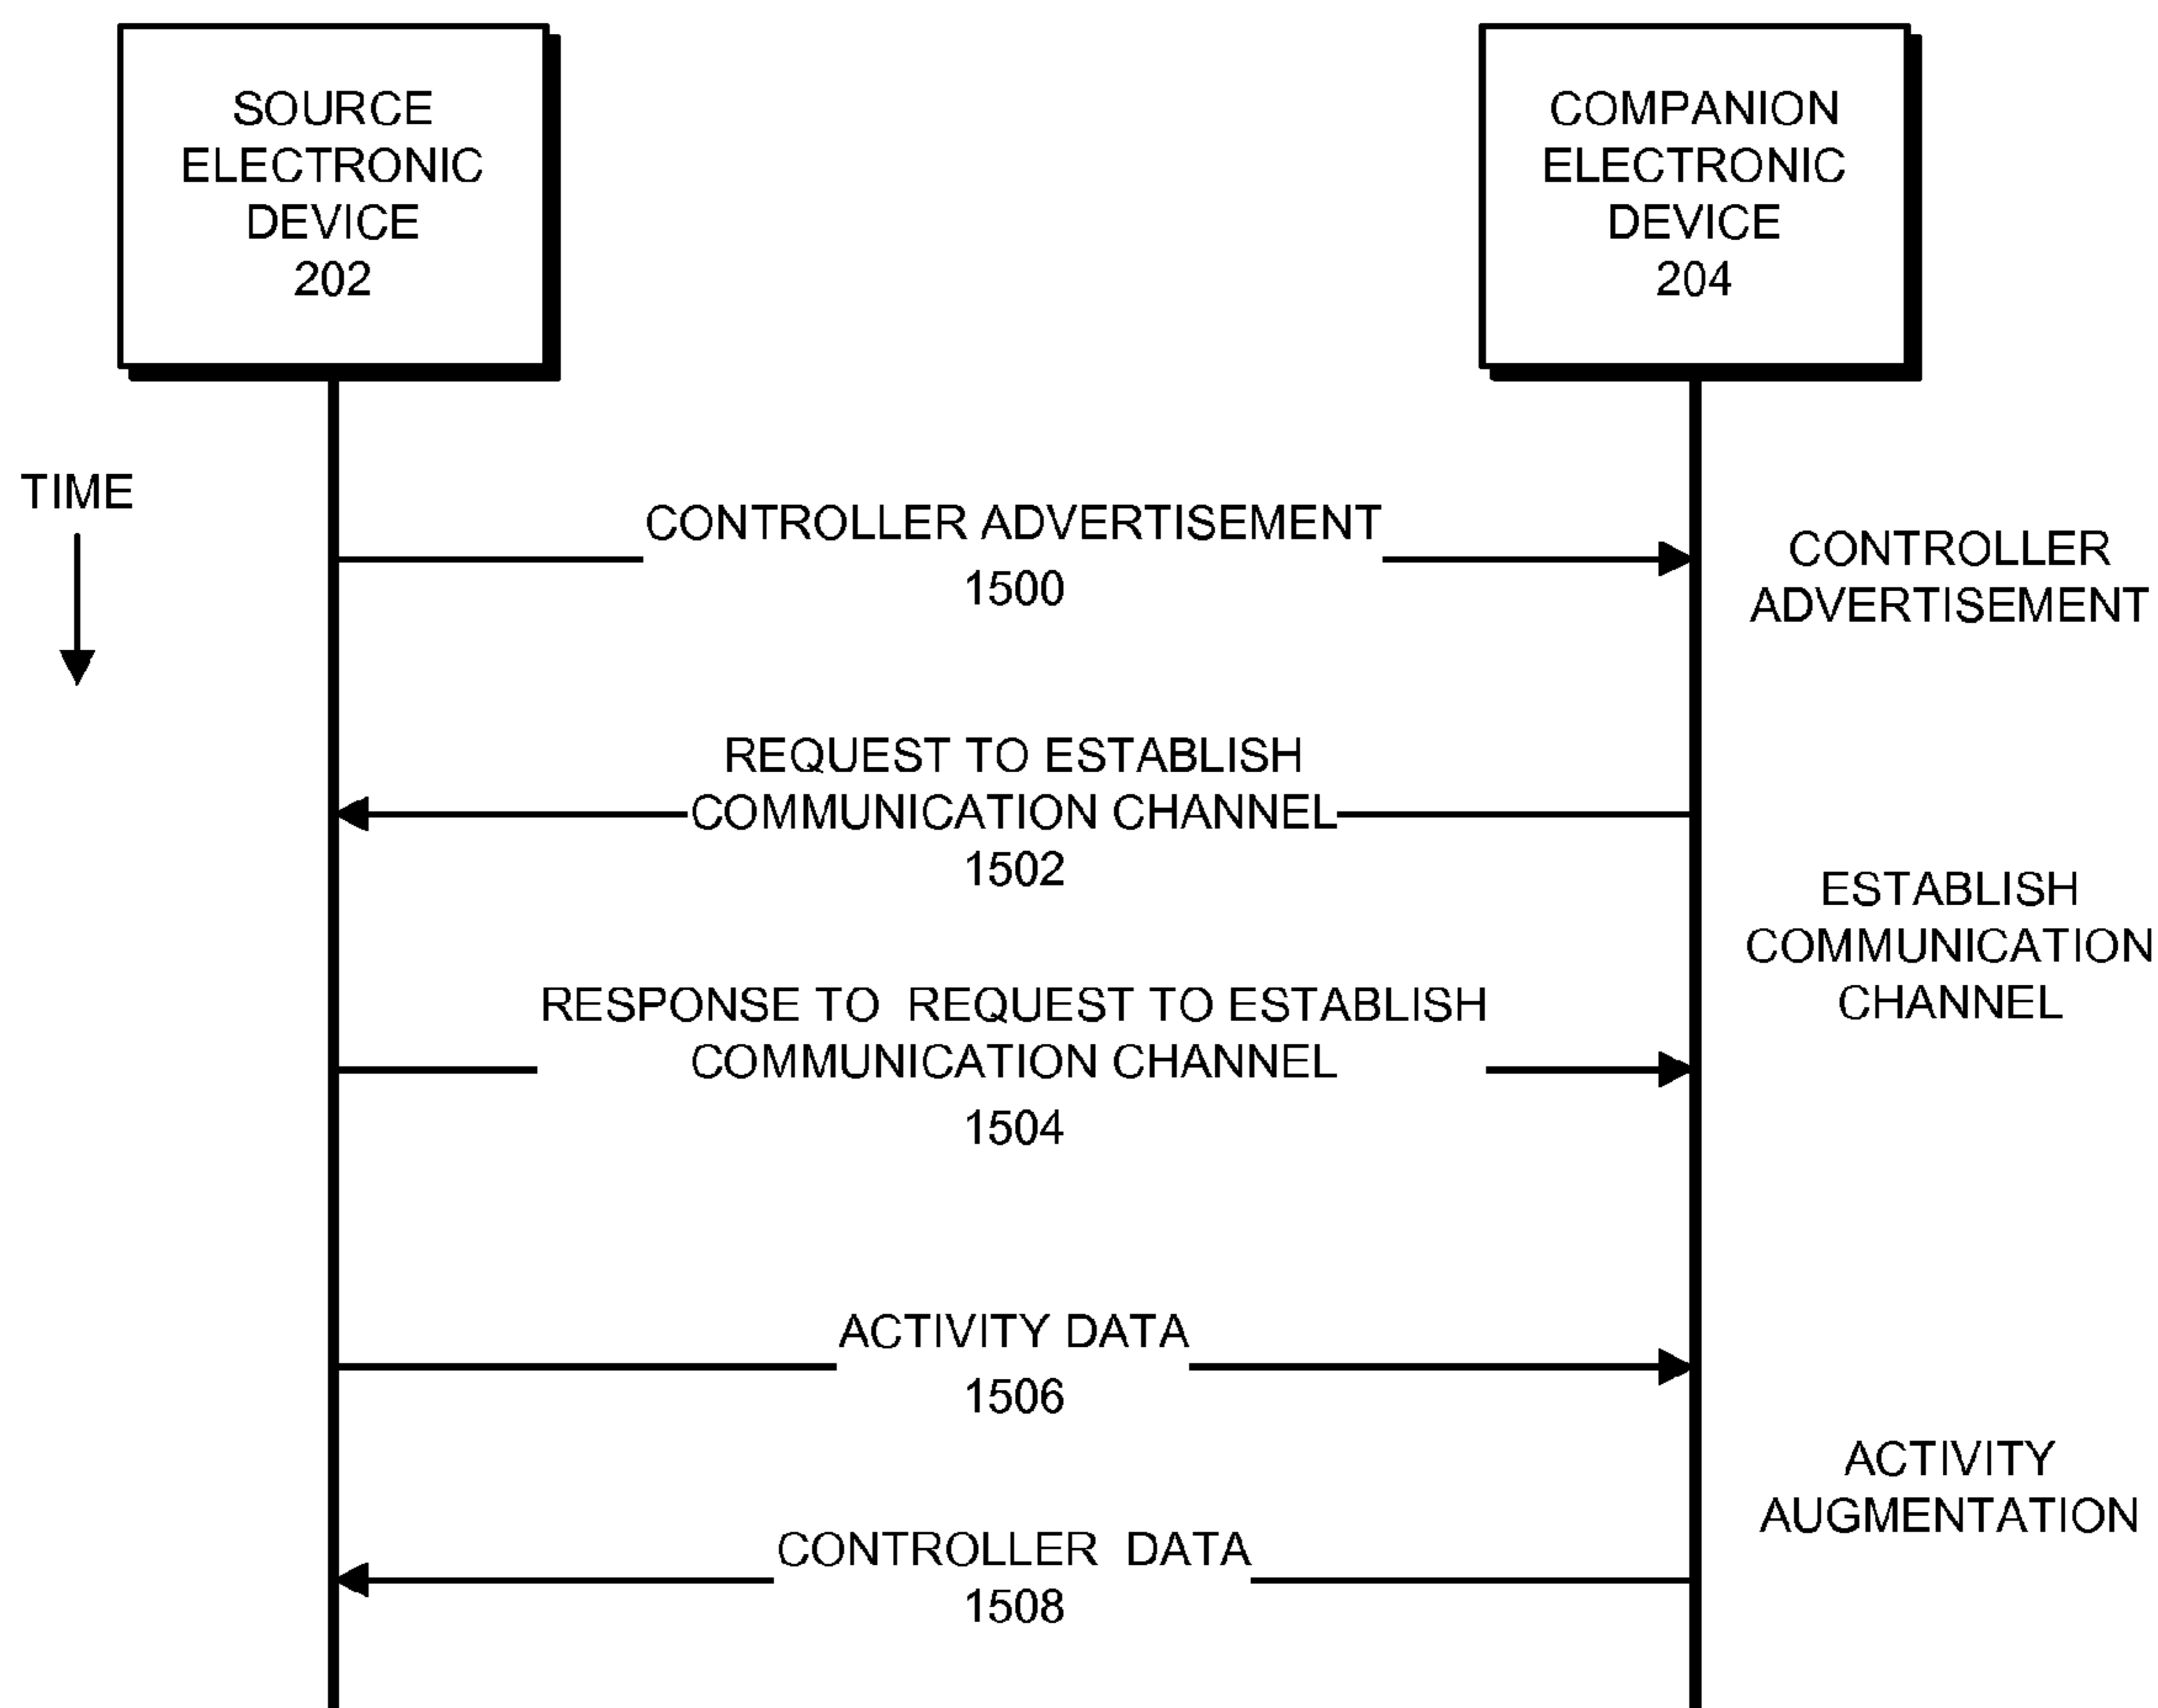 SOURCE
ELECTRONIC
DEVICE
202
COMPANION
ELECTRONIC
DEVICE
204
TIME
CONTROLLER ADVERTISEMENT
1500
CONTROLLER
ADVERTISEMENT
REQUEST TO ESTABLISH
COMMUNICATION CHANNEL
1502
ESTABLISH
COMMUNICATION
CHANNEL
RESPONSE TO REQUEST TO ESTABLISH
COMMUNICATION CHANNEL
1504
ACTIVITY DATA
1506
ACTIVITY
AUGMENTATION
CONTROLLER DATA
1508